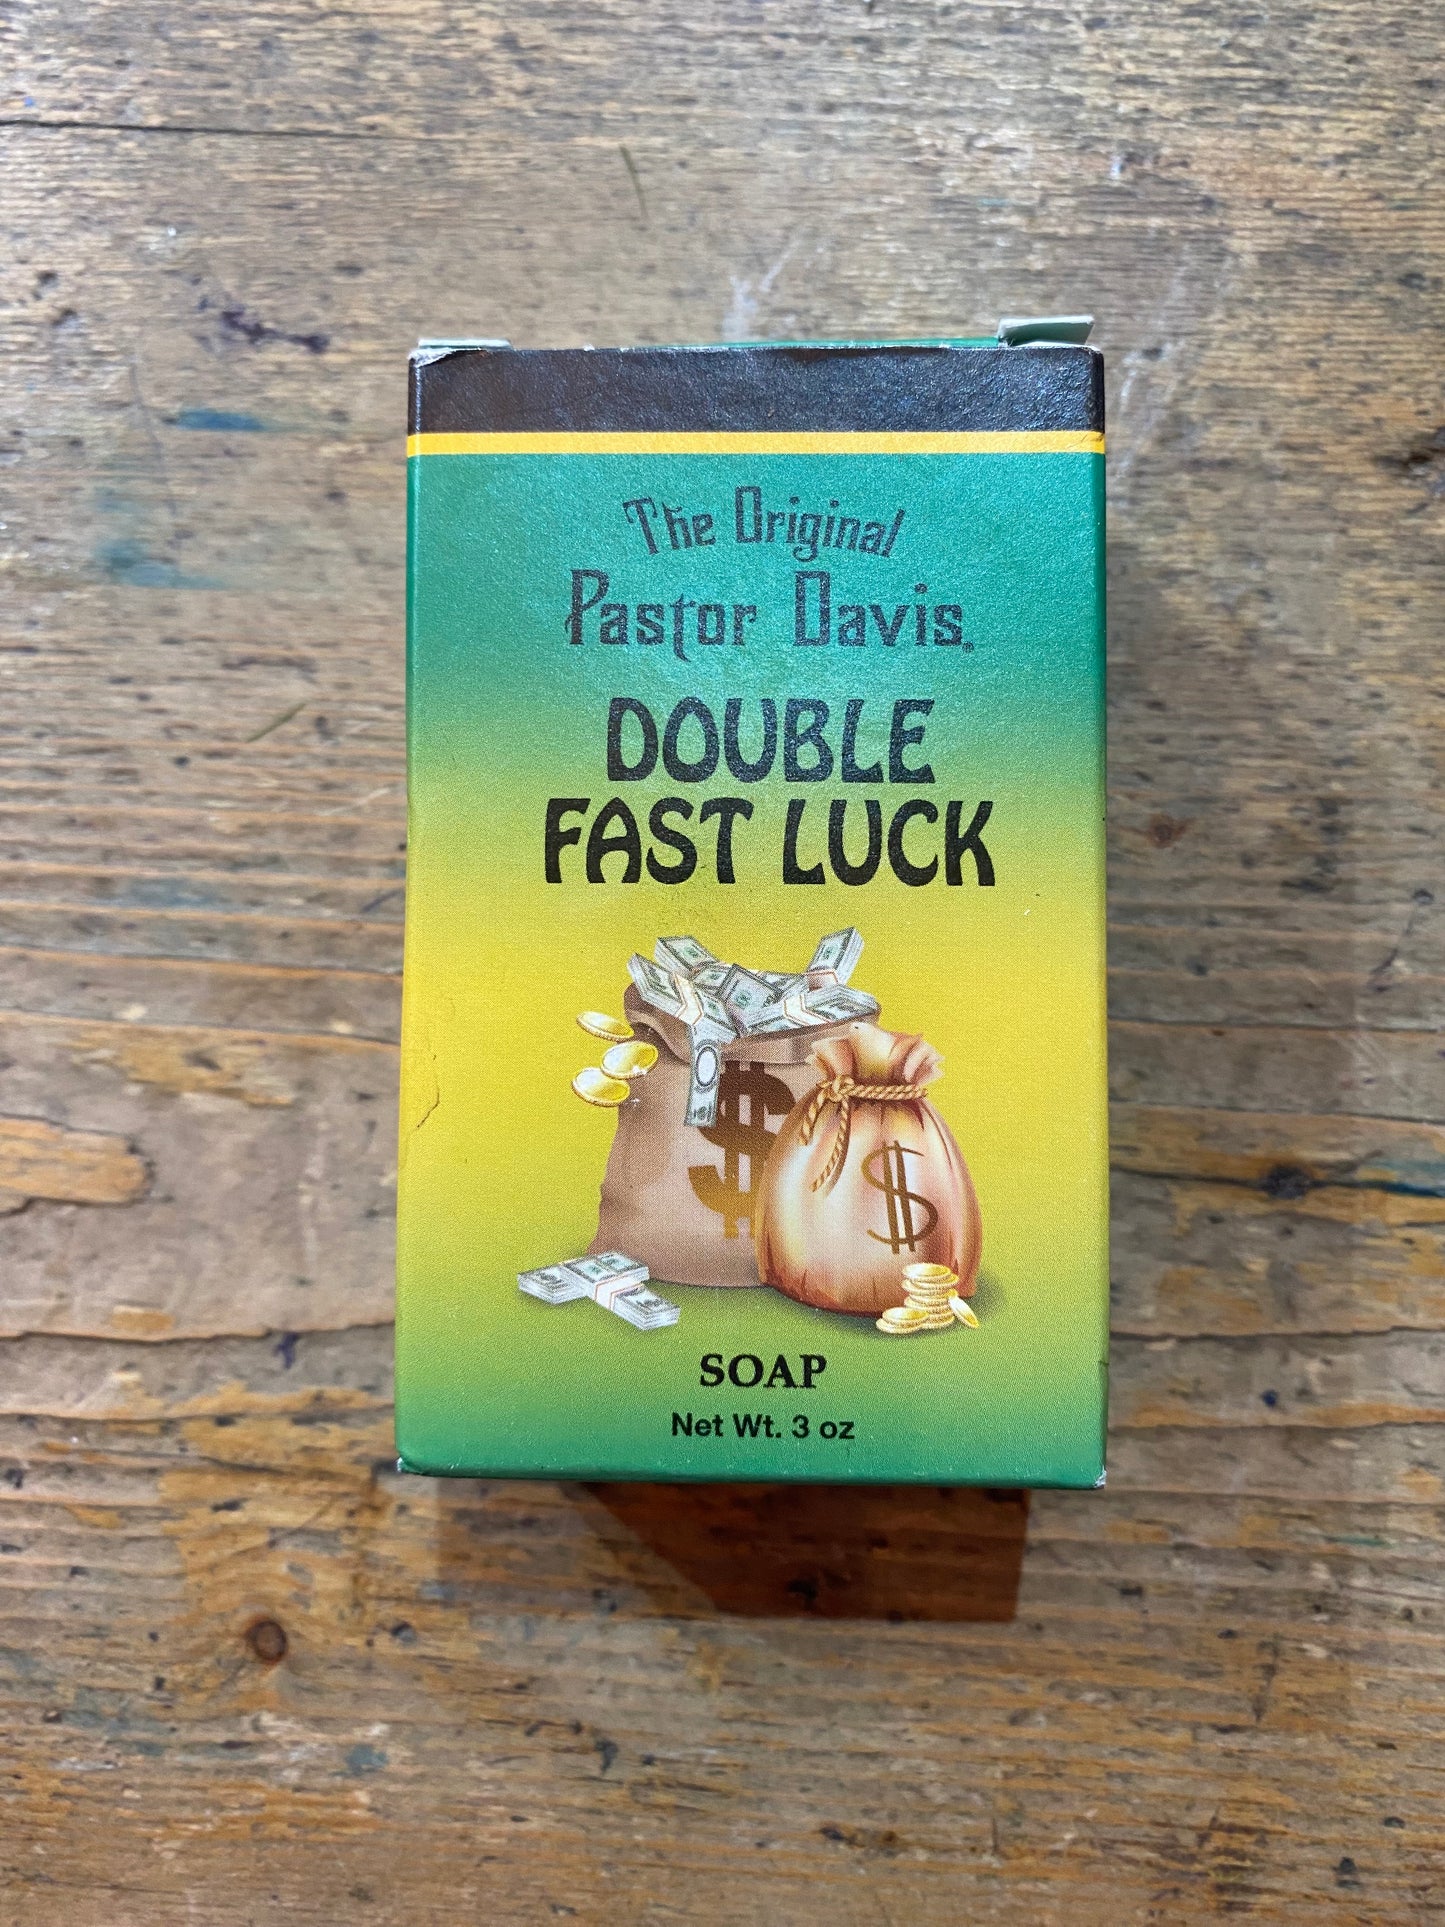 The Original
Pastor Davis®
DOUBLE
FAST LUCK
$
$
SOAP
Net Wt. 3 oz